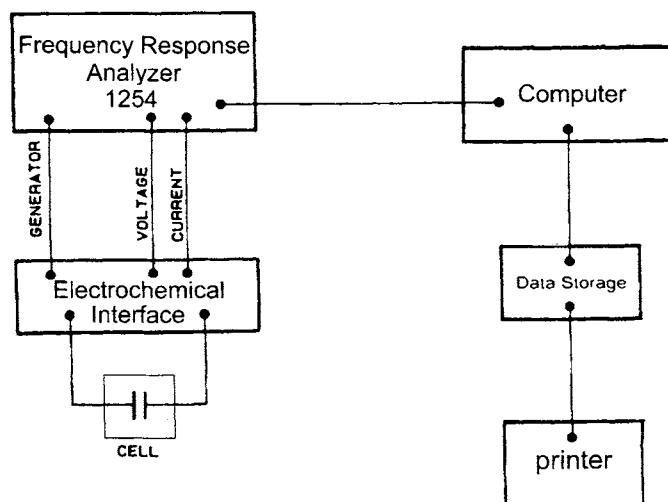 Frequency Response
Analyzer
1254
Computer
GENERATOR
VOLTAGE
CURRENT
Electrochemical
Interface
Data Storage
CELL
printer